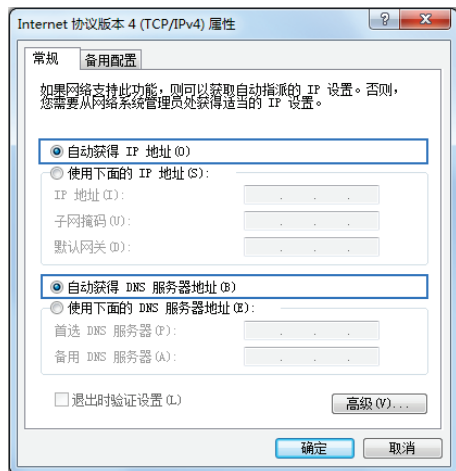 Internet 协议版本 4 (TCP/IPv4) 属性
常规 备用配置
如果网络支持此功能，则可以获取自动指派的 IP 设置。否则，
您需要从网络系统管理员处获得适当的 IP 设置。
自动获得 IP 地址(O)
使用下面的 IP 地址(S):
IP 地址(I):
子网掩码(U):
默认网关(D):
自动获得 DNS 服务器地址(B)
使用下面的 DNS 服务器地址(E):
首选 DNS 服务器(P):
备用 DNS 服务器(A):
退出时验证设置(L)
高级(V)...
确定 取消